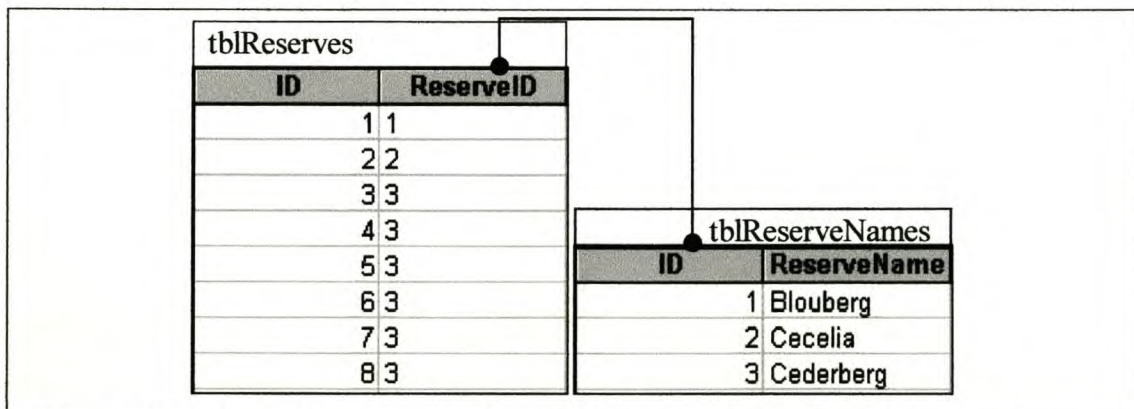 tblReserves
ID ReserveID
1 1
2 2
3 3
4 3
5 3
6 3
7 3
8 3
tblReserveNames
ID ReserveName
1 Blouberg
2 Cecelia
3 Cederberg